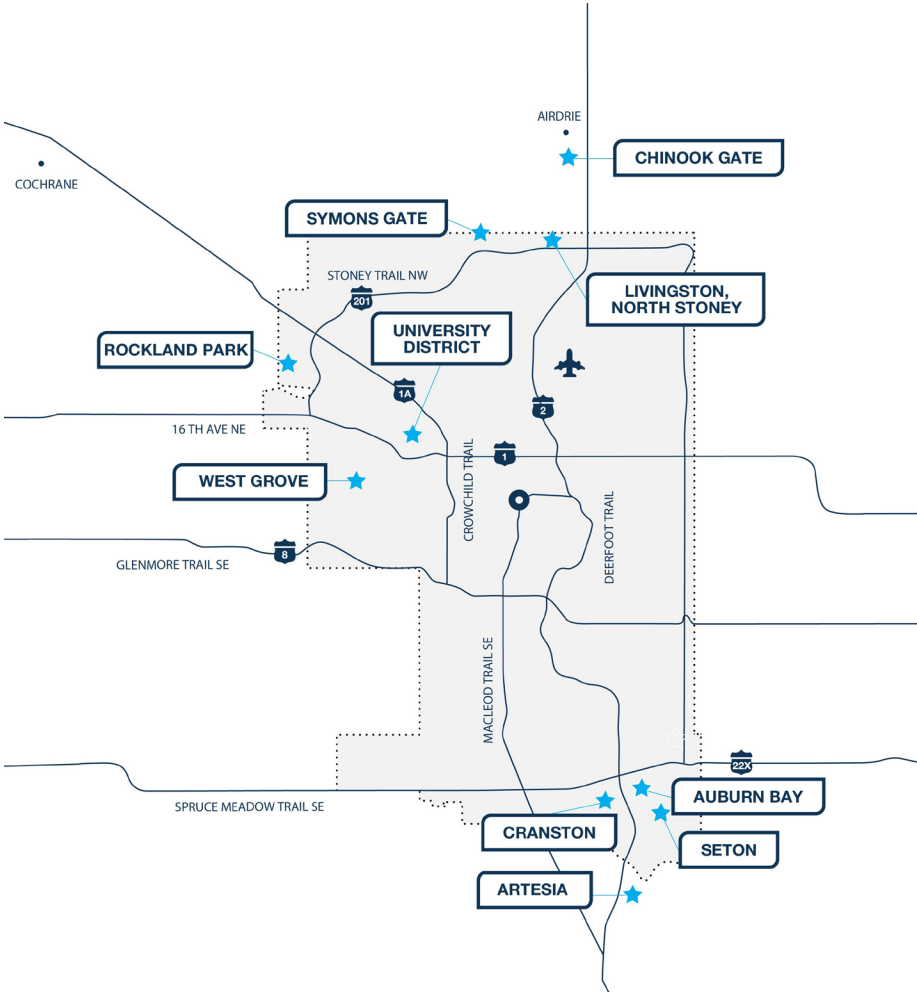 AIRDRIE
CHINOOK GATE
COCHRANE
SYMONS GATE
STONEY TRAIL NW
201
LIVINGSTON,
NORTH STONEY
UNIVERSITY
DISTRICT
ROCKLAND PARK
1A
2
16 TH AVE NE
1
CROWCHILD TRAIL
WEST GROVE
DEERFOOT TRAIL
8
GLENMORE TRAIL SE
MACLEOD TRAIL SE
22X
SPRUCE MEADOW TRAIL SE
AUBURN BAY
CRANSTON
SETON
ARTESIA